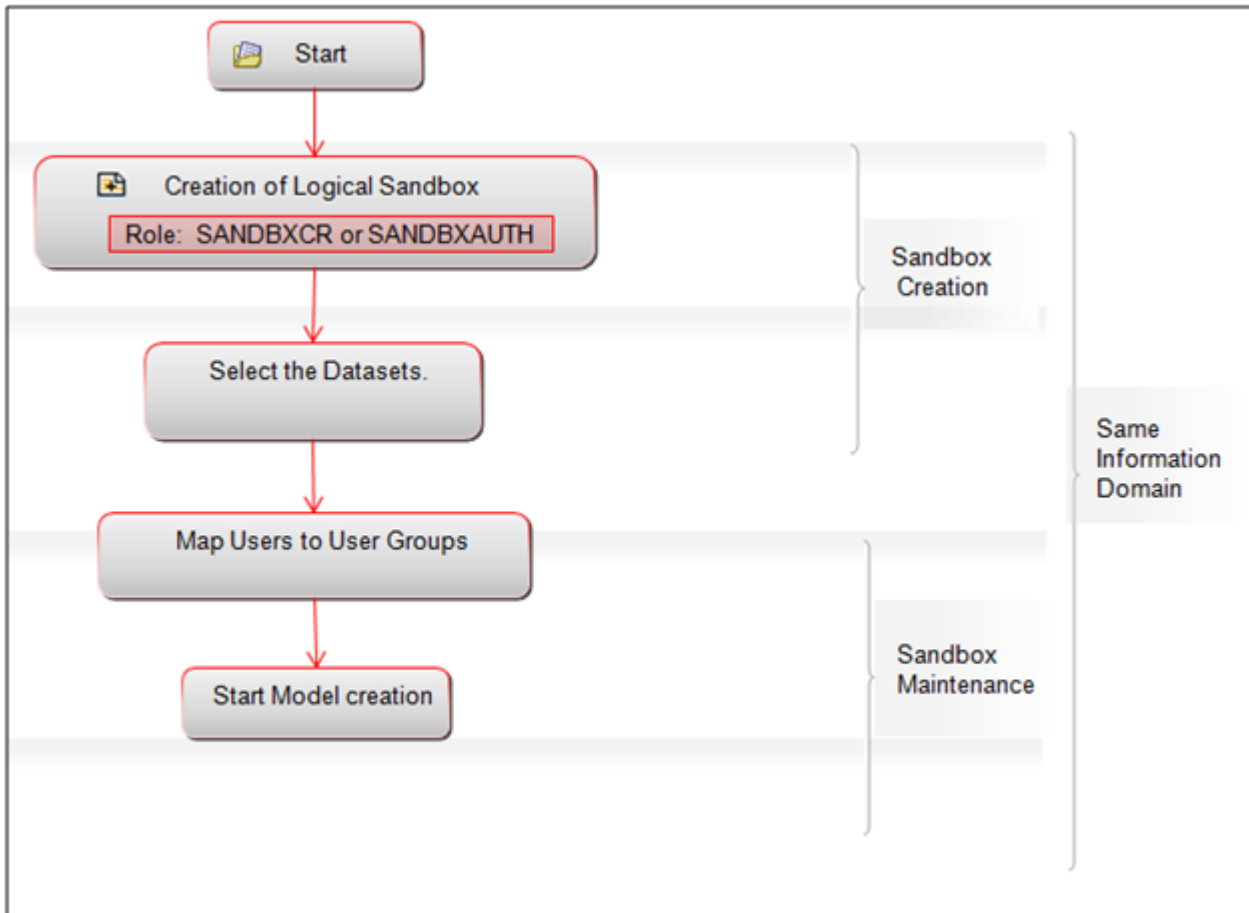 Start
Creation of Logical Sandbox
Role: SANDBXCR or SANDBXAUTH
Sandbox
Creation
Select the Datasets.
Same
Information
Domain
Map Users to User Groups
Sandbox
Maintenance
Start Model creation